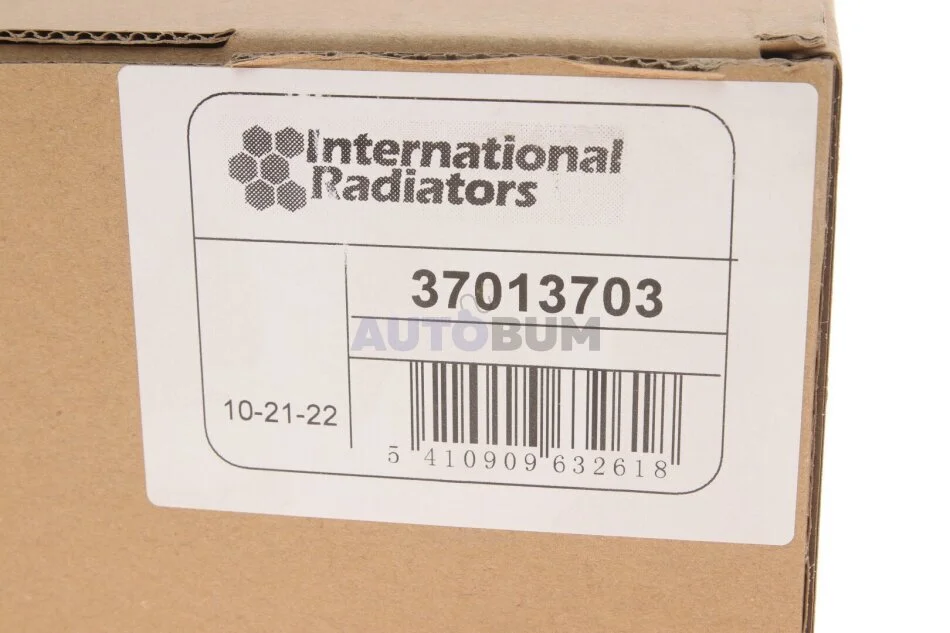 International
Radiators
37013703
AUTOBUM
10-21-22
5 410909 632618